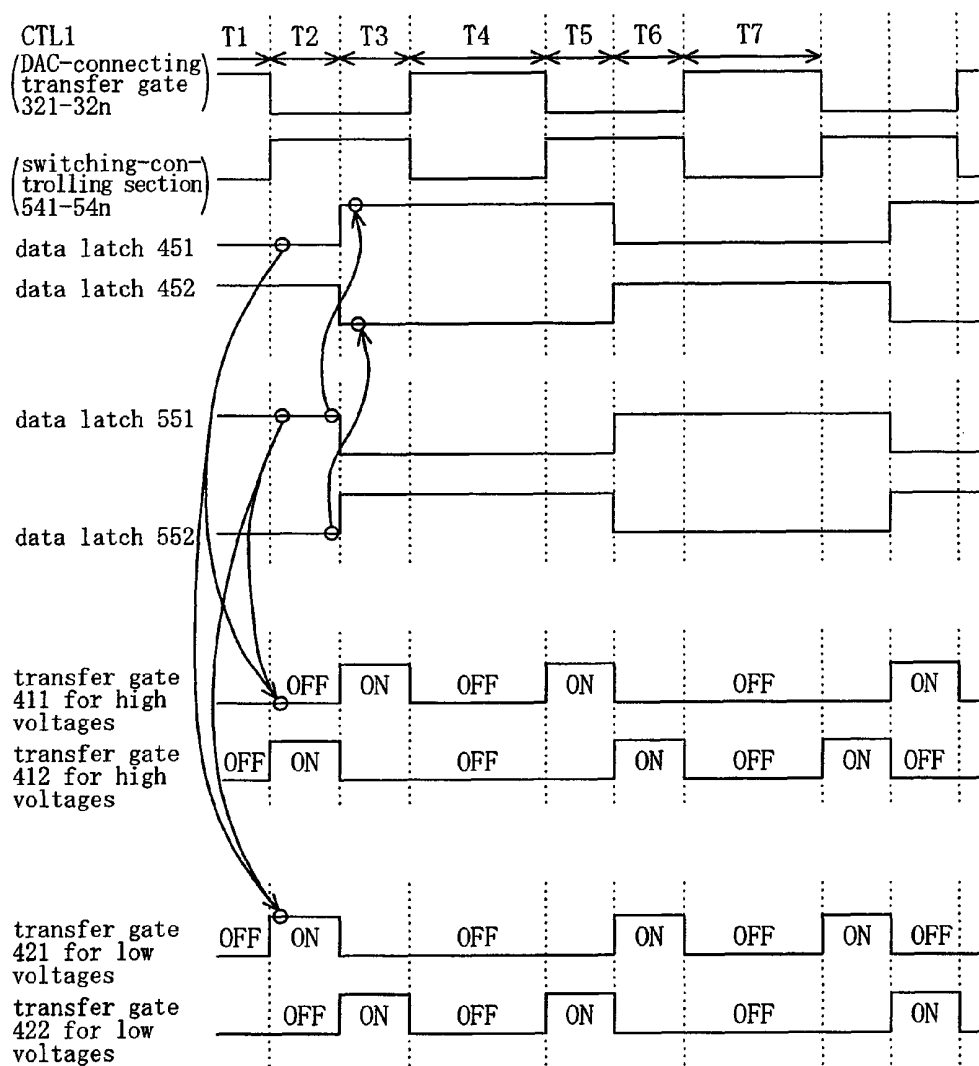 CTL1 T1 T2 T3 T4 T5 T6 T7
(DAC-connecting
transfer gate
321-32n)
(switching-con-
trolling section
541-54n)
data latch 451
data latch 452
data latch 551
data latch 552
transfer gate
411 for high
voltages
OFF ON OFF ON OFF ON
transfer gate
412 for high
voltages
OFF ON OFF ON OFF ON OFF
transfer gate
421 for low
voltages
OFF ON OFF ON OFF ON OFF
transfer gate
422 for low
voltages
OFF ON OFF ON OFF ON